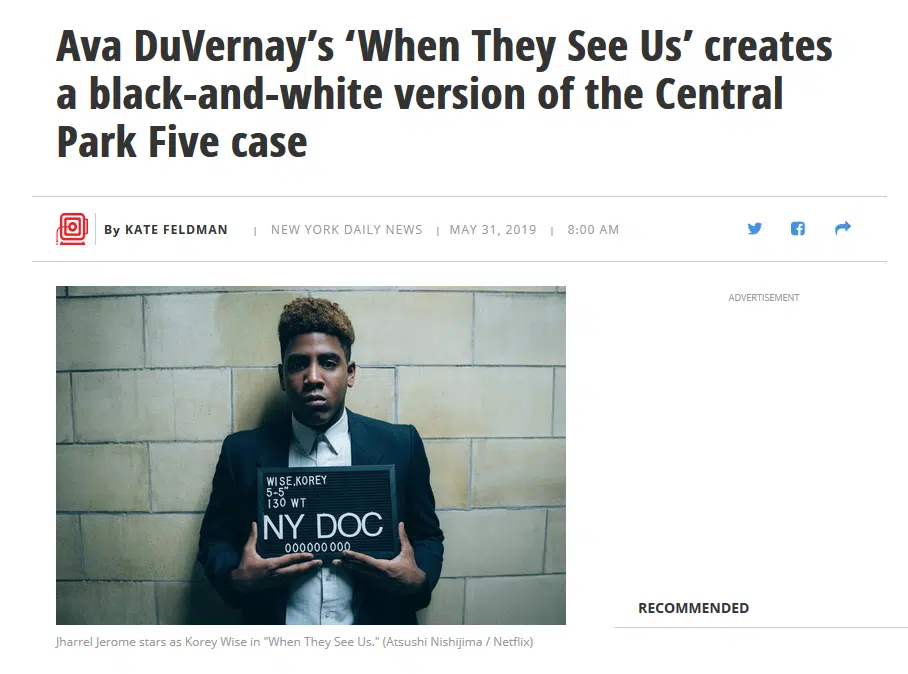 Ava DuVernay’s ‘When They See Us’ creates
a black-and-white version of the Central
Park Five case
By KATE FELDMAN | NEW YORK DAILY NEWS | MAY 31, 2019 | 8:00 AM
ADVERTISEMENT
WISE,KOREY
5-5"
130 WT
NY DOC
000000 000
RECOMMENDED
Jharrel Jerome stars as Korey Wise in "When They See Us." (Atsushi Nishijima / Netflix)